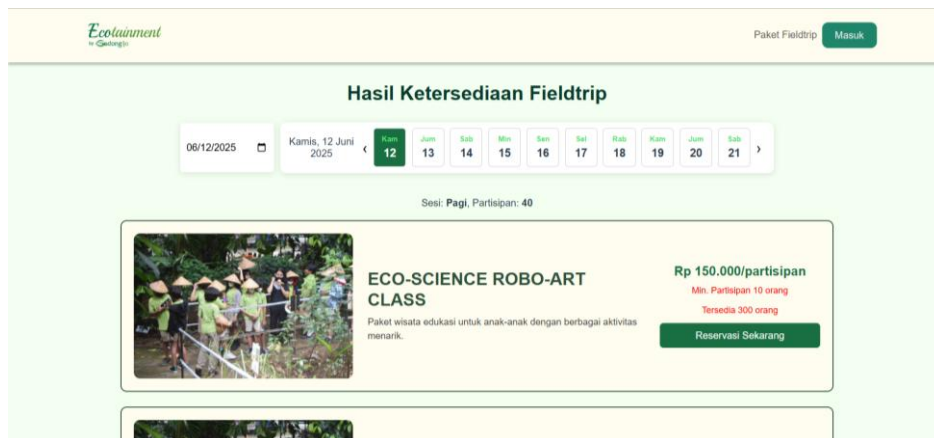 Ecotainment
by Gedongjo
Paket Fieldtrip
Masuk
Hasil Ketersediaan Fieldtrip
06/12/2025
Kamis, 12 Juni
2025
‹
Kam
12
Jum
13
Sab
14
Min
15
Sen
16
Sel
17
Rab
18
Kam
19
Jum
20
Sab
21
›
Sesi: Pagi, Partisipan: 40
ECO-SCIENCE ROBO-ART
CLASS
Paket wisata edukasi untuk anak-anak dengan berbagai aktivitas
menarik.
Rp 150.000/partisipan
Min. Partisipan 10 orang
Tersedia 300 orang
Reservasi Sekarang